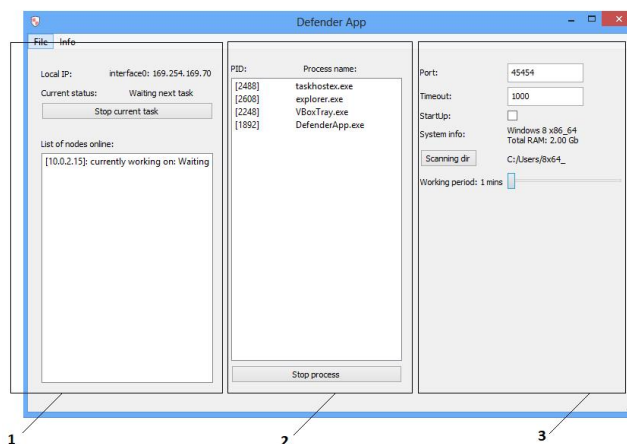 Defender App
File Info
Local IP: interface0: 169.254.169.70
Current status: Waiting next task
Stop current task
List of nodes online:
[10.0.2.15]: currently working on: Waiting
PID: Process name:
[2488] taskhostex.exe
[2608] explorer.exe
[2248] VBoxTray.exe
[1892] DefenderApp.exe
Stop process
Port: 45454
Timeout: 1000
StartUp:
System info: Windows 8 x86_64
Total RAM: 2.00 Gb
Scanning dir C:/Users/8x64_
Working period: 1 mins
1
2
3